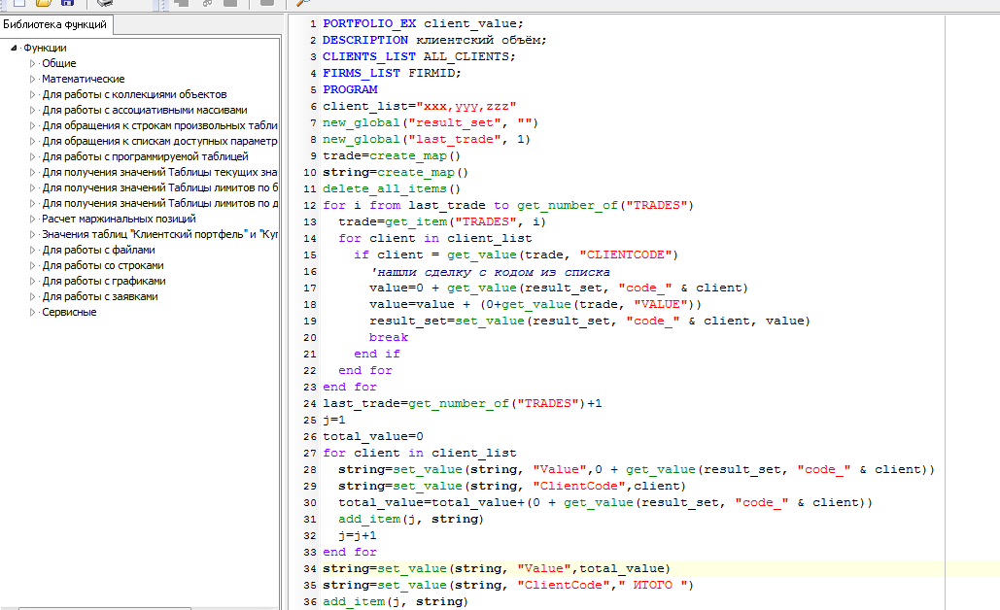 Библиотека функций
Функции
Общие
Математические
Для работы с коллекциями объектов
Для работы с ассоциативными массивами
Для обращения к строкам произвольных табли
Для обращения к спискам доступных параметр
Для работы с программируемой таблицей
Для получения значений Таблицы текущих зна
Для получения значений Таблицы лимитов по б
Для получения значений Таблицы лимитов по д
Расчет маржинальных позиций
Значения таблиц "Клиентский портфель" и "Куп
Для работы с файлами
Для работы со строками
Для работы с графиками
Для работы с заявками
Сервисные
1 PORTFOLIO_EX client_value;
2 DESCRIPTION клиентский объём;
3 CLIENTS_LIST ALL_CLIENTS;
4 FIRMS_LIST FIRMID;
5 PROGRAM
6 client_list="xxx,yyy,zzz"
7 new_global("result_set", "")
8 new_global("last_trade", 1)
9 trade=create_map()
10 string=create_map()
11 delete_all_items()
12 for i from last_trade to get_number_of("TRADES")
13 trade=get_item("TRADES", i)
14 for client in client_list
15 if client = get_value(trade, "CLIENTCODE")
16 'нашли сделку с кодом из списка
17 value=0 + get_value(result_set, "code_" & client)
18 value=value + (0+get_value(trade, "VALUE"))
19 result_set=set_value(result_set, "code_" & client, value)
20 break
21 end if
22 end for
23 end for
24 last_trade=get_number_of("TRADES")+1
25 j=1
26 total_value=0
27 for client in client_list
28 string=set_value(string, "Value",0 + get_value(result_set, "code_" & client))
29 string=set_value(string, "ClientCode",client)
30 total_value=total_value+(0 + get_value(result_set, "code_" & client))
31 add_item(j, string)
32 j=j+1
33 end for
34 string=set_value(string, "Value",total_value)
35 string=set_value(string, "ClientCode"," ИТОГО ")
36 add_item(j, string)